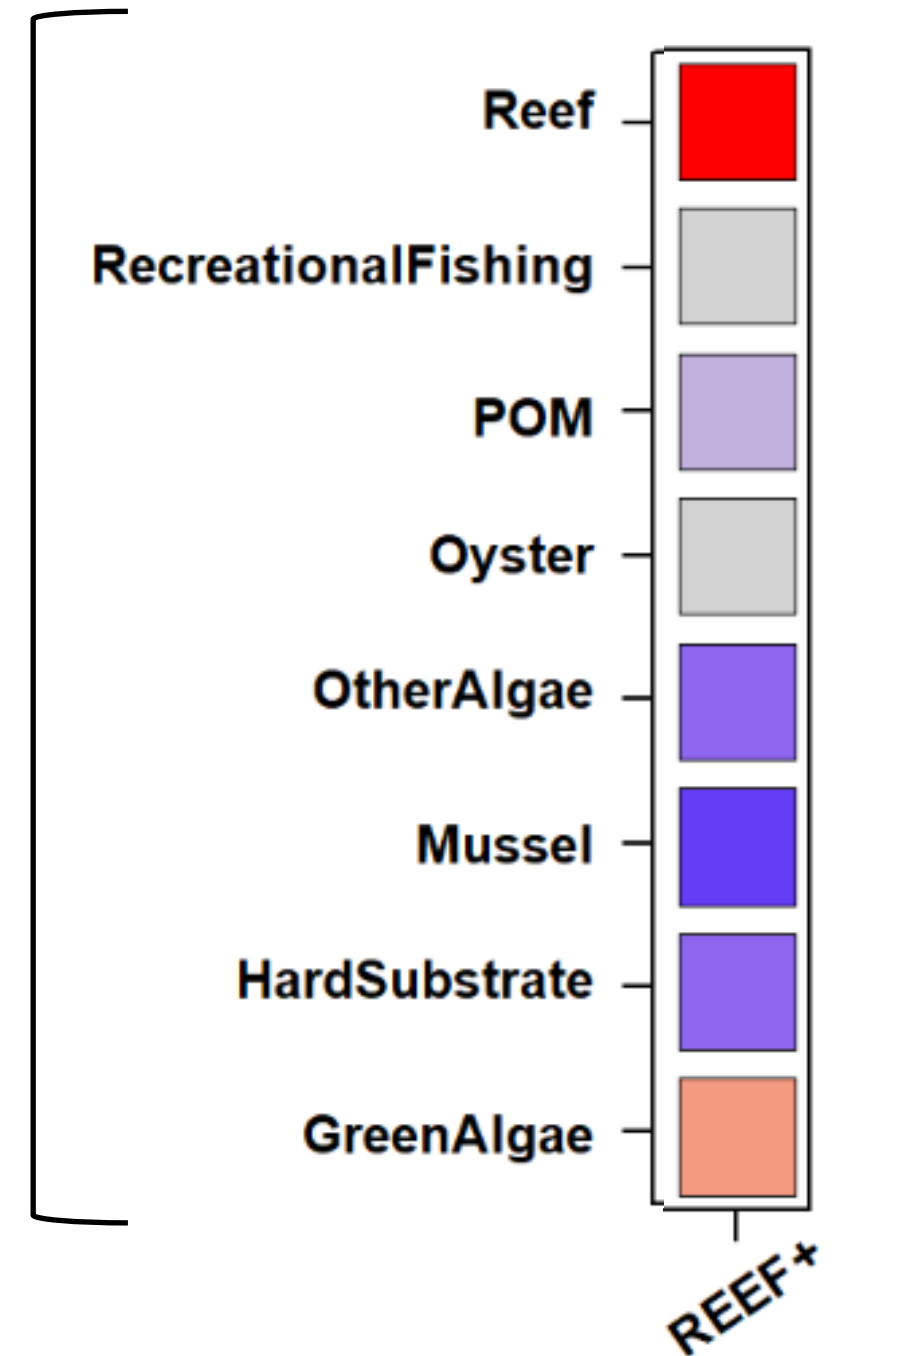 Reef
RecreationalFishing
POM
Oyster
OtherAlgae
Mussel
HardSubstrate
GreenAlgae
REEF+